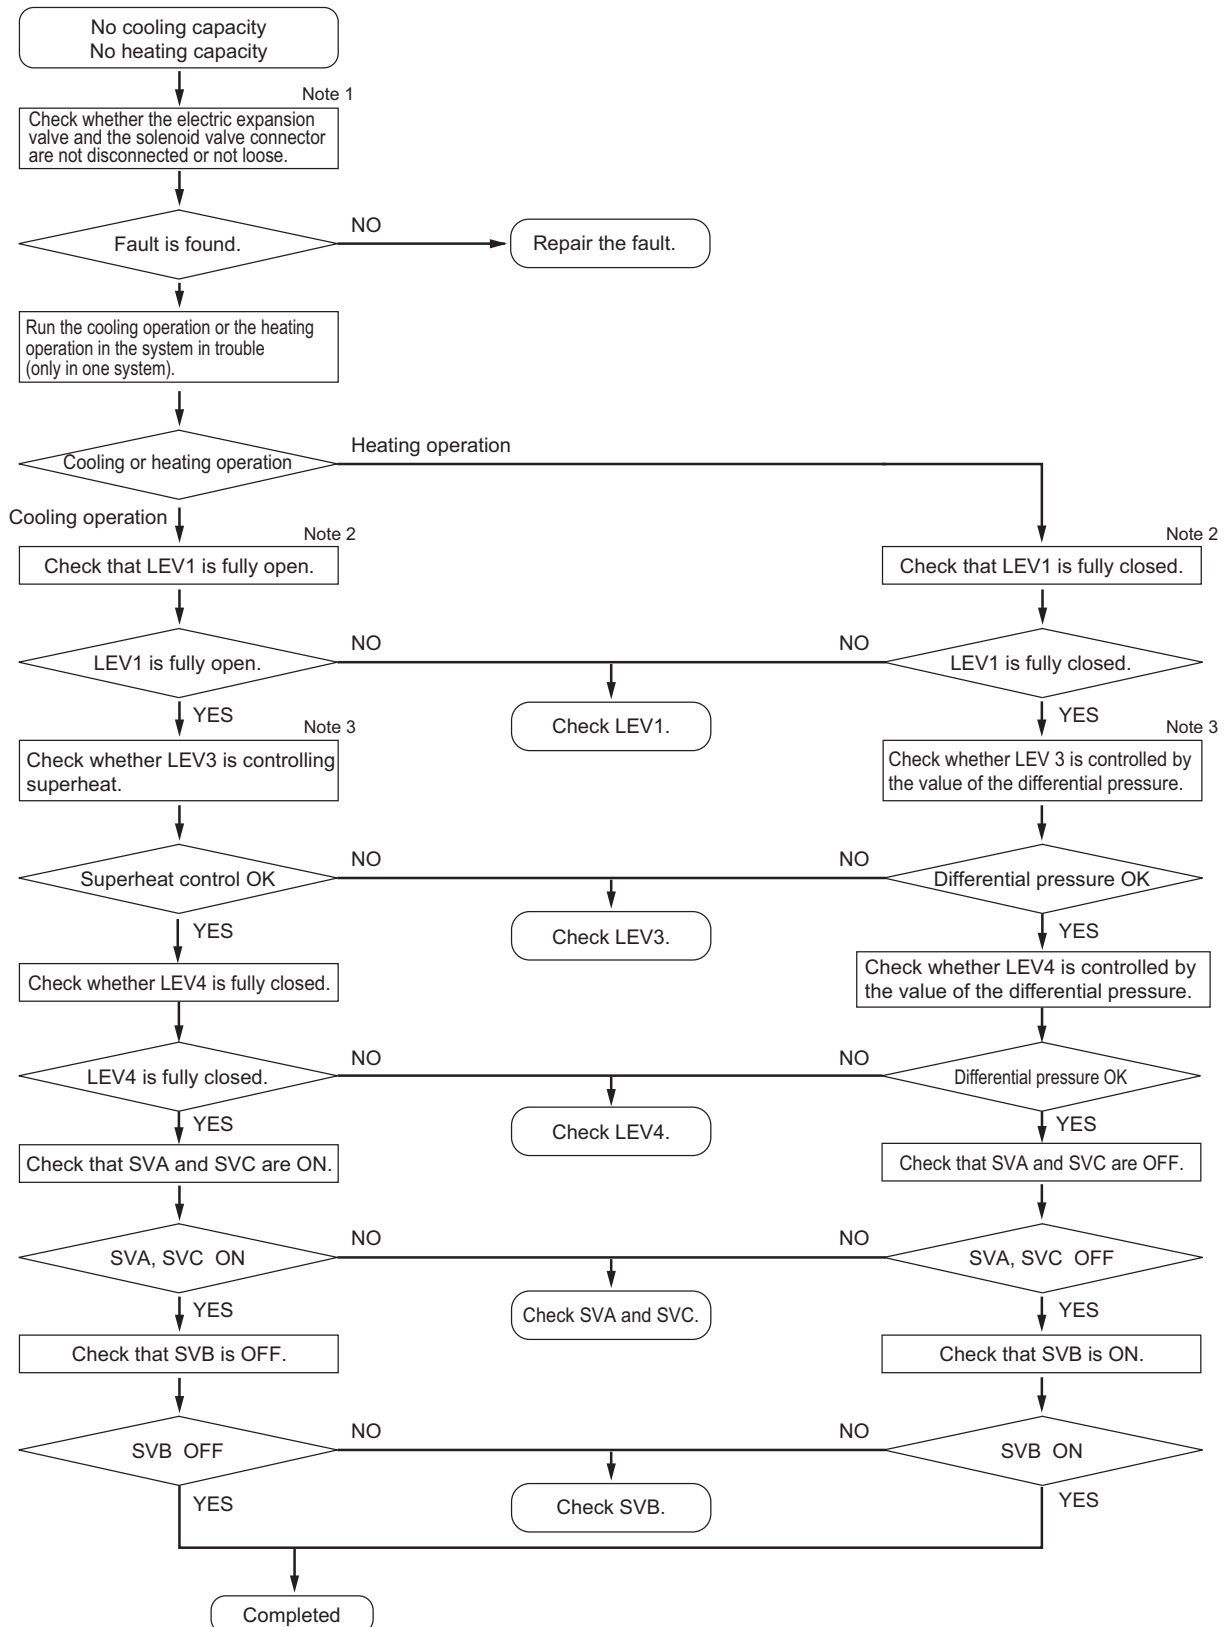 No cooling capacity
No heating capacity
Note 1
Check whether the electric expansion
valve and the solenoid valve connector
are not disconnected or not loose.
Fault is found.
NO
Repair the fault.
Run the cooling operation or the heating
operation in the system in trouble
(only in one system).
Cooling or heating operation
Heating operation
Cooling operation
Note 2
Note 2
Check that LEV1 is fully open.
Check that LEV1 is fully closed.
LEV1 is fully open.
NO
NO
LEV1 is fully closed.
Check LEV1.
YES
YES
Note 3
Note 3
Check whether LEV3 is controlling
superheat.
Check whether LEV 3 is controlled by
the value of the differential pressure.
Superheat control OK
NO
NO
Differential pressure OK
Check LEV3.
YES
YES
Check whether LEV4 is fully closed.
Check whether LEV4 is controlled by
the value of the differential pressure.
LEV4 is fully closed.
NO
NO
Differential pressure OK
Check LEV4.
YES
YES
Check that SVA and SVC are ON.
Check that SVA and SVC are OFF.
SVA, SVC ON
NO
NO
SVA, SVC OFF
Check SVA and SVC.
YES
YES
Check that SVB is OFF.
Check that SVB is ON.
SVB OFF
NO
NO
SVB ON
Check SVB.
YES
YES
Completed